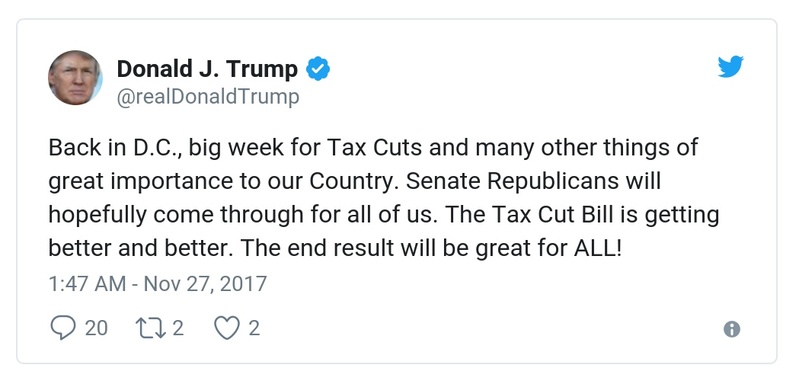 Donald J. Trump
@realDonaldTrump
Back in D.C., big week for Tax Cuts and many other things of
great importance to our Country. Senate Republicans will
hopefully come through for all of us. The Tax Cut Bill is getting
better and better. The end result will be great for ALL!
1:47 AM - Nov 27, 2017
20 2 2